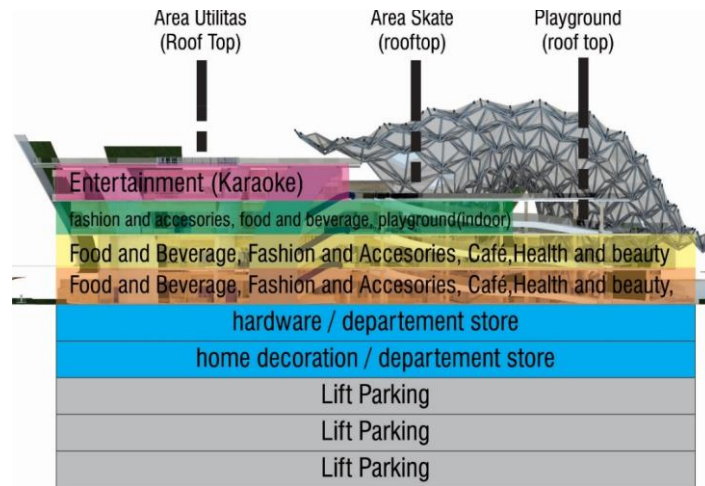 Area Utilitas
(Roof Top)
Area Skate
(rooftop)
Playground
(roof top)
Entertainment (Karaoke)
fashion and accesories, food and beverage, playground(indoor)
Food and Beverage, Fashion and Accesories, Café,Health and beauty
Food and Beverage, Fashion and Accesories, Café,Health and beauty,
hardware / departement store
home decoration / departement store
Lift Parking
Lift Parking
Lift Parking